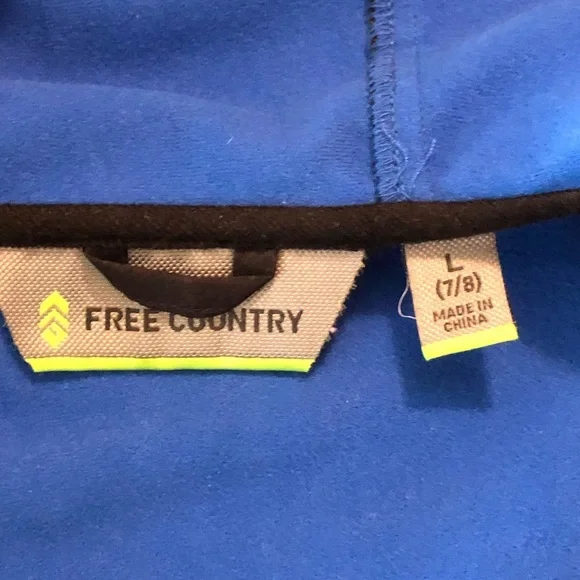 FREE COUNTRY
L
(7/8)
MADE IN
CHINA